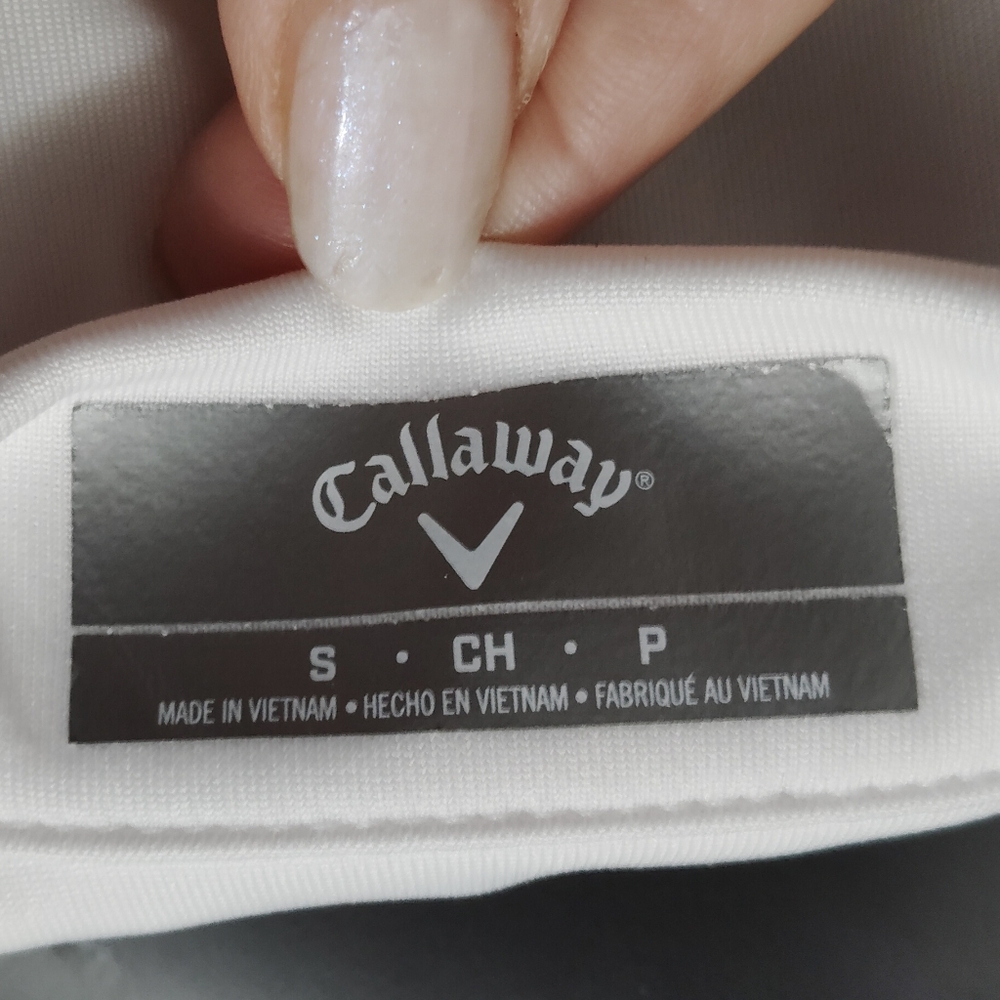 Callaway®
S · CH · P
MADE IN VIETNAM • HECHO EN VIETNAM • FABRIQUÉ AU VIETNAM